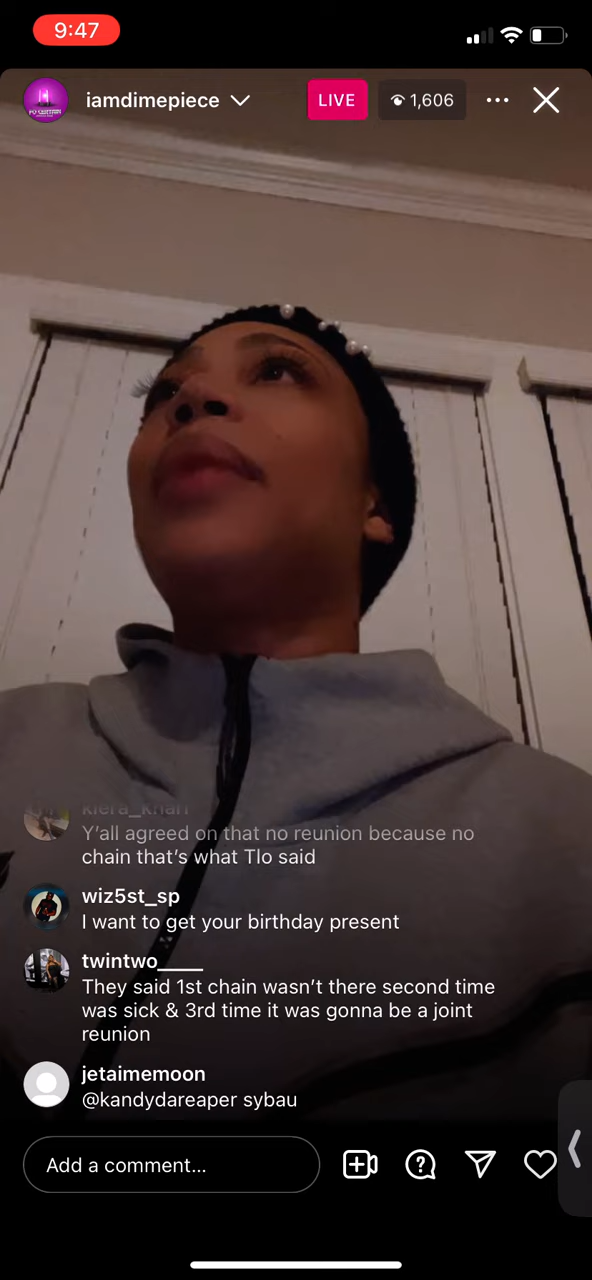 9:47
iamdimepiece
LIVE
1,606
kiera_khari
Y'all agreed on that no reunion because no
chain that's what Tlo said
wiz5st_sp
I want to get your birthday present
twintwo____
They said 1st chain wasn't there second time
was sick & 3rd time it was gonna be a joint
reunion
jetaimemoon
@kandydareaper sybau
Add a comment...